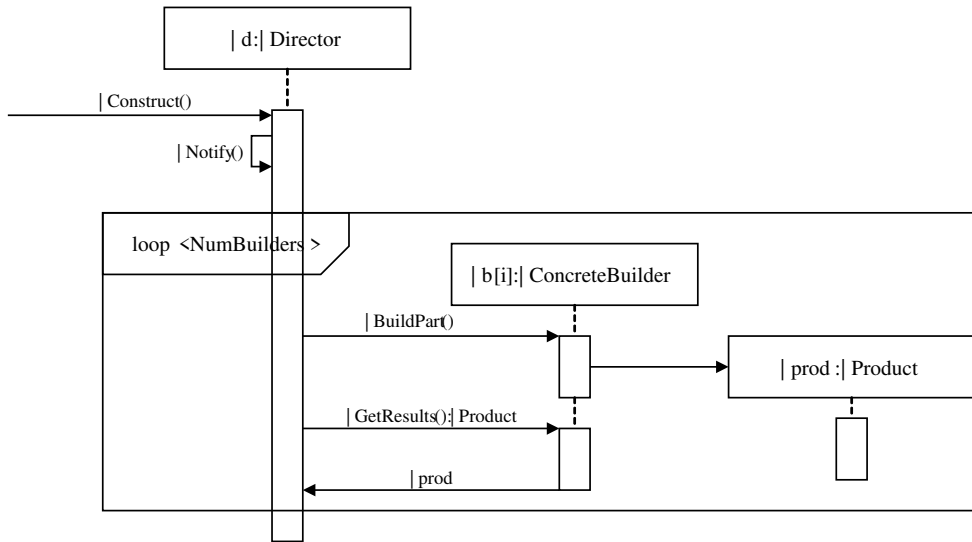 | d:| Director
| Construct()
| Notify()
loop <NumBuilders >
| b[i]:| ConcreteBuilder
| BuildPart()
| prod :| Product
| GetResults():| Product
| prod